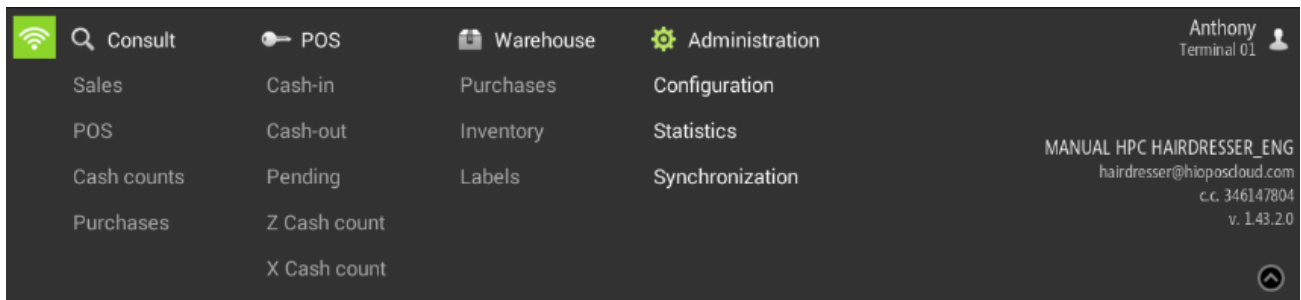 Consult
POS
Warehouse
Administration
Anthony
Terminal 01
Sales
Cash-in
Purchases
Configuration
POS
Cash-out
Inventory
Statistics
Cash counts
Pending
Labels
Synchronization
Purchases
Z Cash count
X Cash count
MANUAL HPC HAIRDRESSER_ENG
hairdresser@hioposcloud.com
c.c. 346147804
v. 1.43.2.0